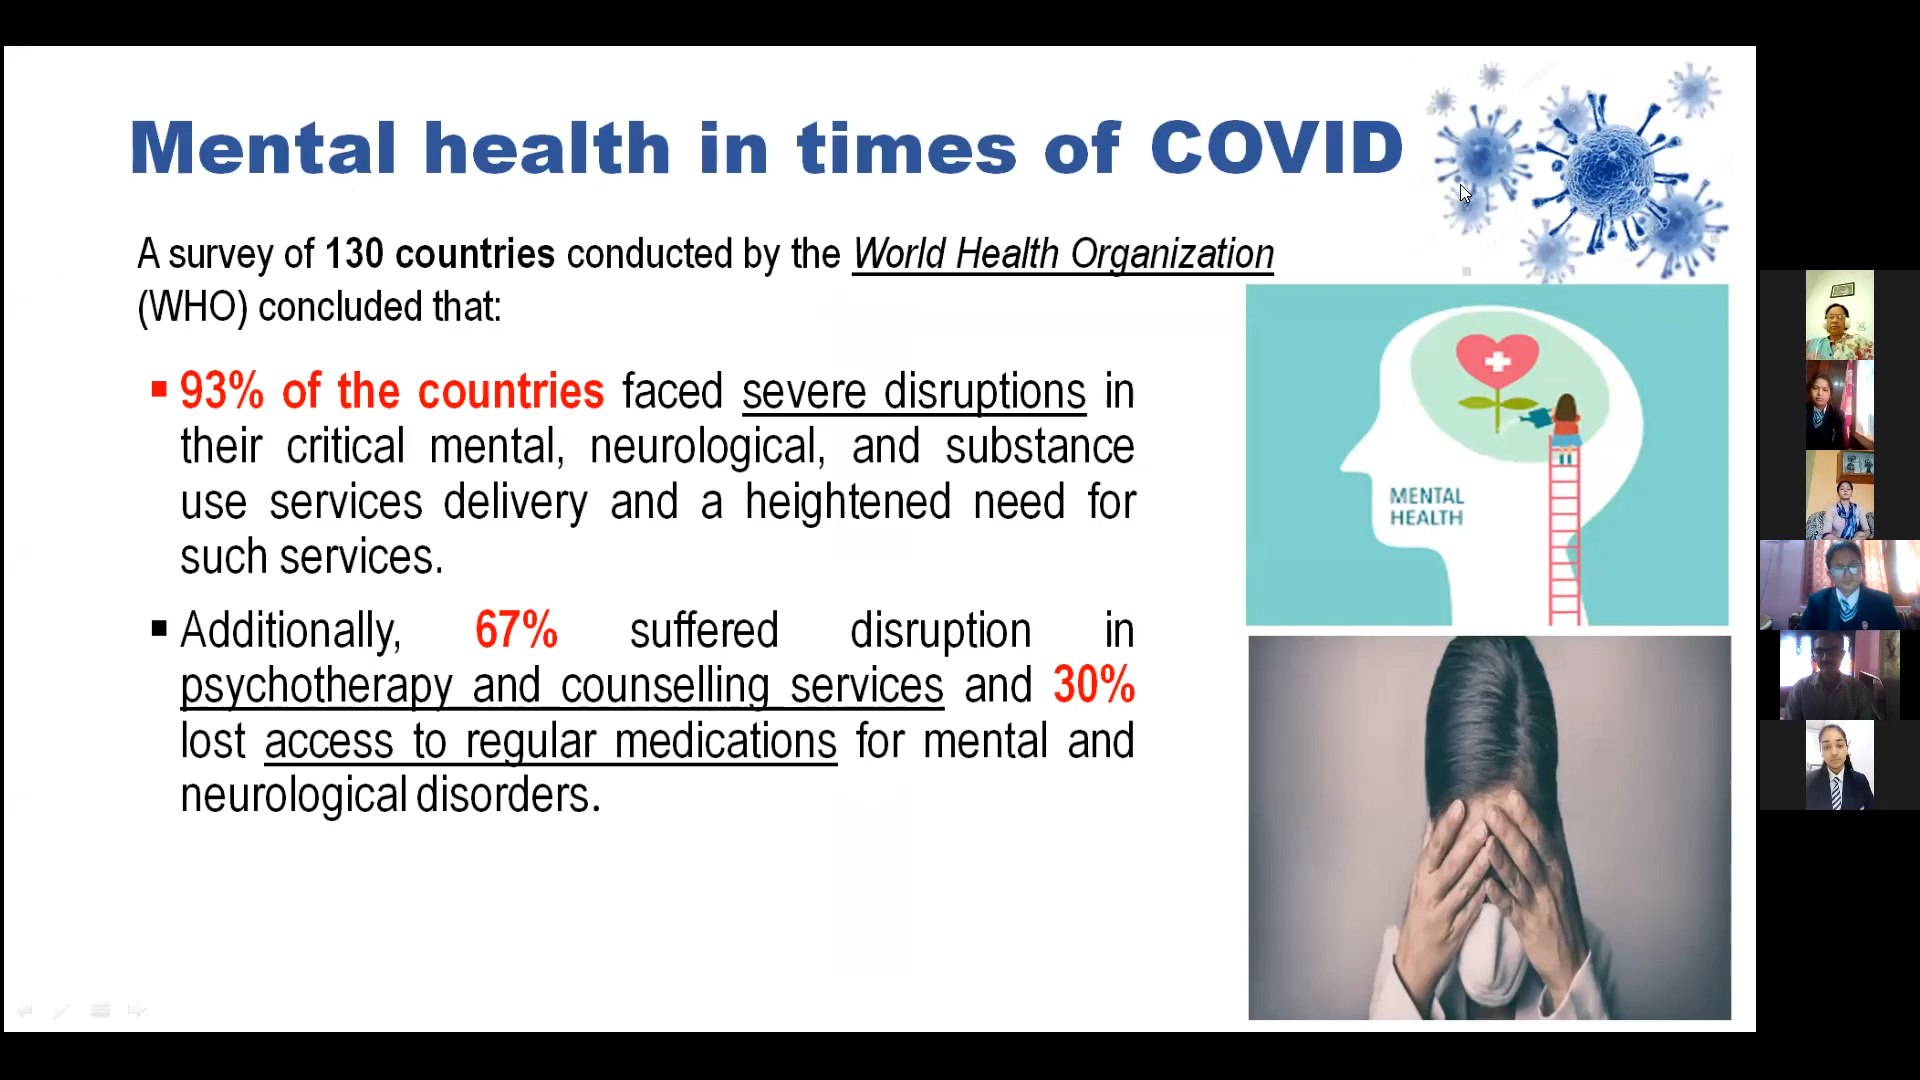 Mental health in times of COVID
A survey of 130 countries conducted by the World Health Organization
(WHO) concluded that:
▪ 93% of the countries faced severe disruptions in
their critical mental, neurological, and substance
use services delivery and a heightened need for
such services.
▪ Additionally, 67% suffered disruption in
psychotherapy and counselling services and 30%
lost access to regular medications for mental and
neurological disorders.
MENTAL
HEALTH